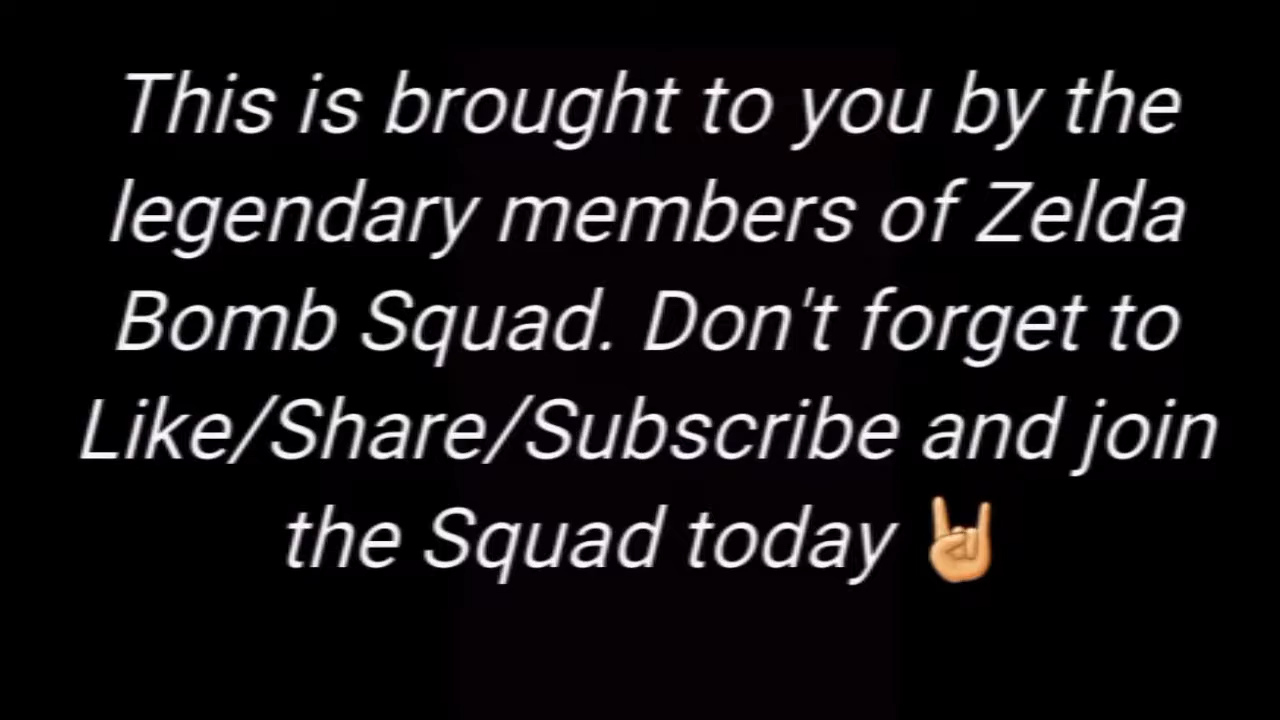 This is brought to you by the
legendary members of Zelda
Bomb Squad. Don't forget to
Like/Share/Subscribe and join
the Squad today 🤘